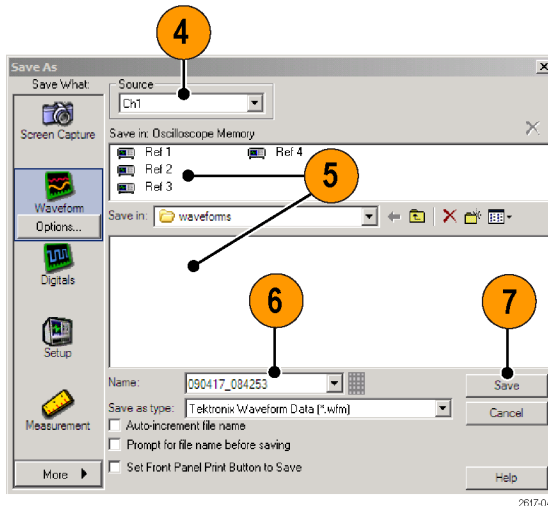 4
Save As
Save What:
Source
Ch1
Screen Capture
Save in: Oscilloscope Memory
Ref 1
Ref 4
Ref 2
Ref 3
5
Waveform
Options...
Save in:
waveforms
Digitals
6
7
Setup
Name:
090417_084253
Save
Save as type:
Tektronix Waveform Data (*.wfm)
Cancel
Measurement
Auto-increment file name
Prompt for file name before saving
Set Front Panel Print Button to Save
More
Help